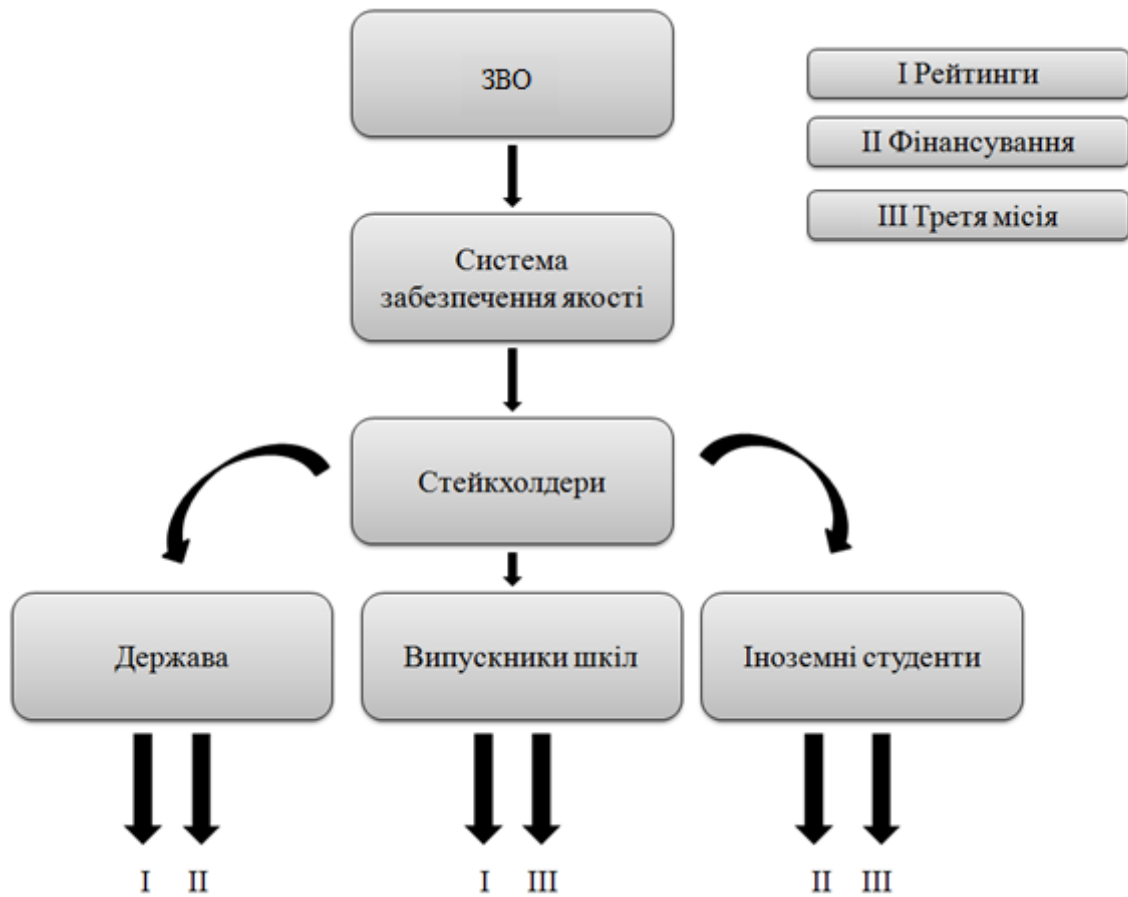 ЗВО
І Рейтинги
ІІ Фінансування
ІІІ Третя місія
Система
забезпечення якості
Стейкхолдери
Держава
Випускники шкіл
Іноземні студенти
І ІІ
І ІІІ
ІІ ІІІ